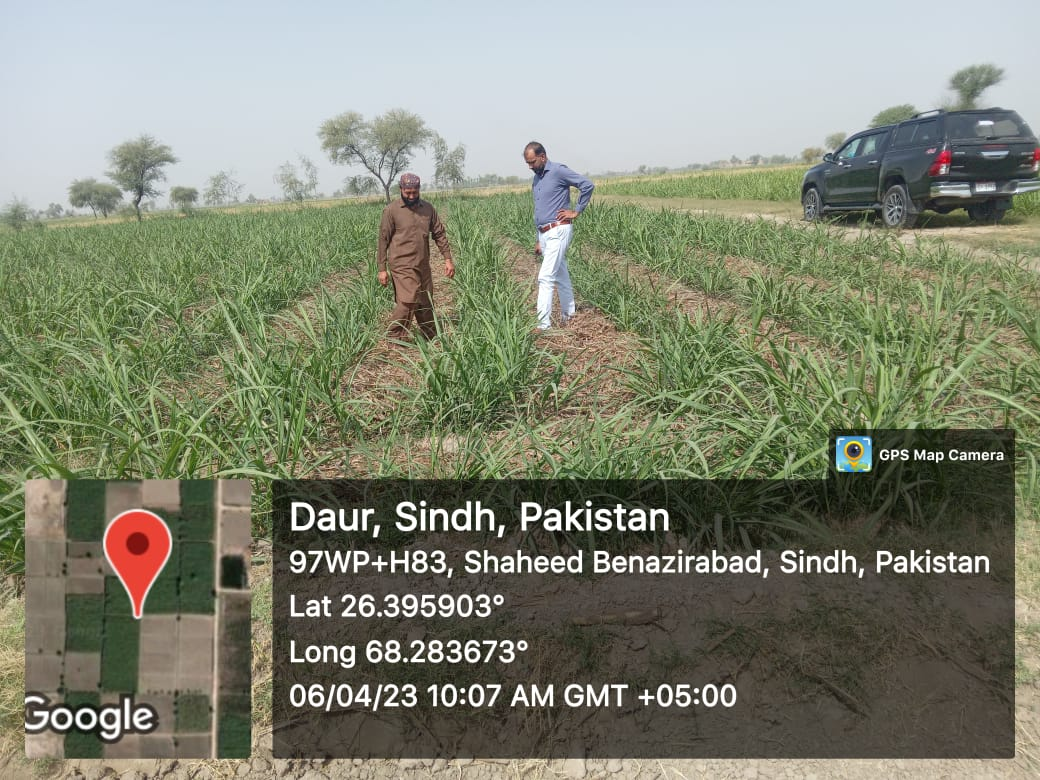 GPS Map Camera
Daur, Sindh, Pakistan
97WP+H83, Shaheed Benazirabad, Sindh, Pakistan
Lat 26.395903°
Long 68.283673°
06/04/23 10:07 AM GMT +05:00
Google